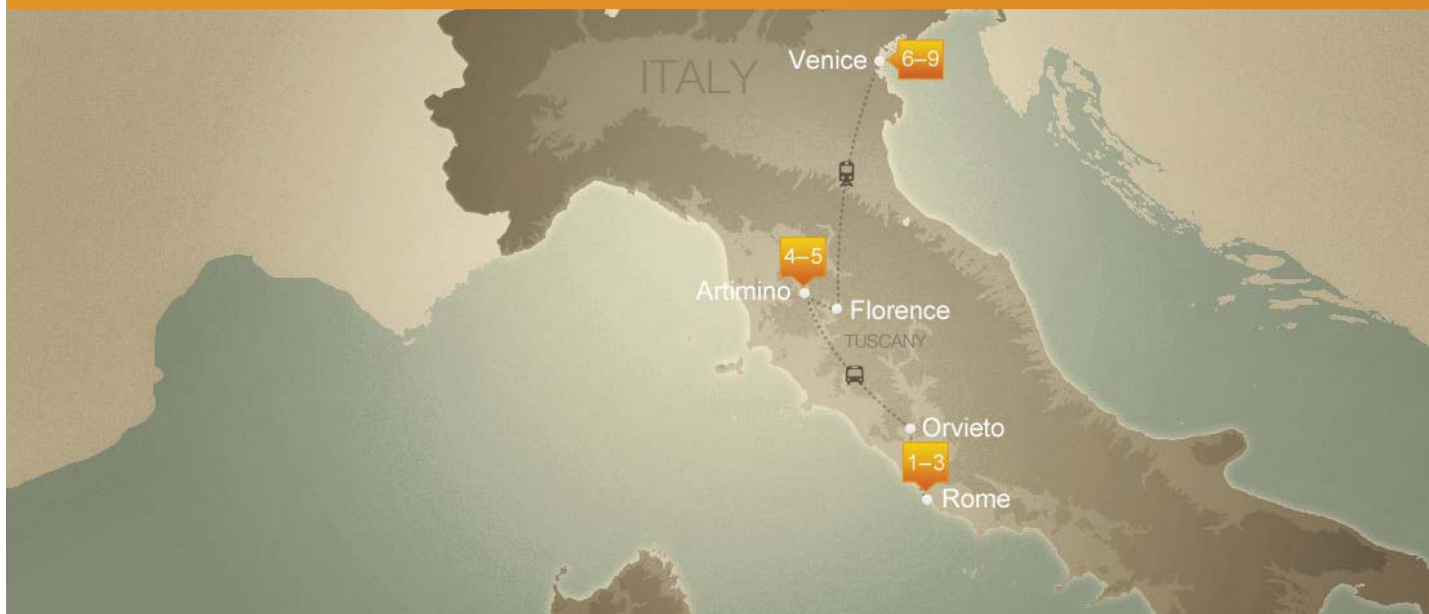 Venice
6–9
ITALY
4–5
Artimino
Florence
TUSCANY
Orvieto
1–3
Rome